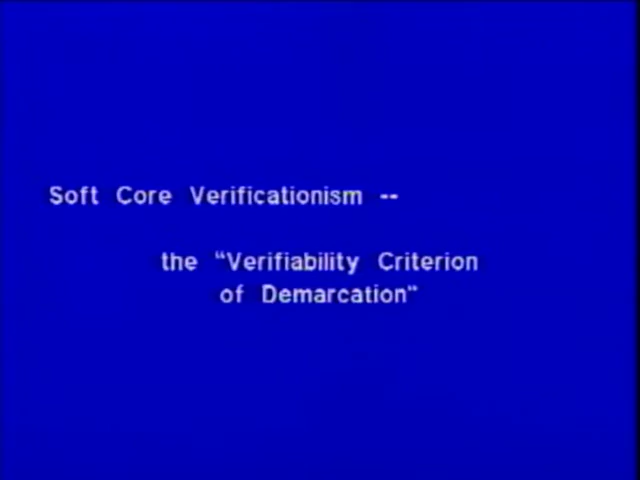 Soft Core Verificationism --
the “Verifiability Criterion
of Demarcation”